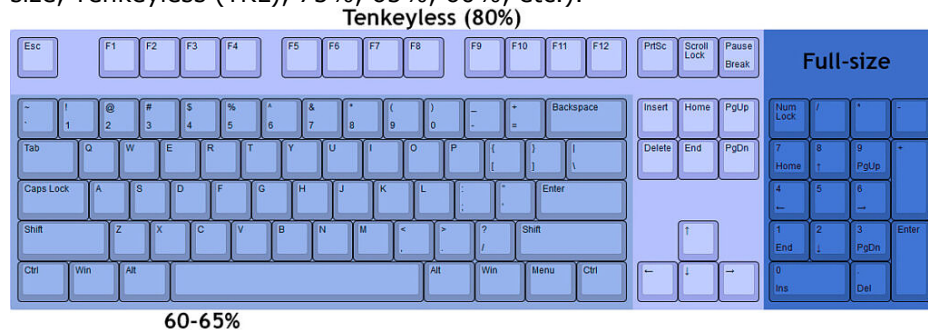 size, Tenkeyless (TKL), 75%, 65%, 60%, etc.).
Tenkeyless (80%)
Esc F1 F2 F3 F4 F5 F6 F7 F8 F9 F10 F11 F12 PrtSc Scroll Lock Pause Break
Full-size
~ ! @ # $ % ^ & * ( ) _ + Backspace Insert Home PgUp Num Lock / * -
` 1 2 3 4 5 6 7 8 9 0 - =
Tab Q W E R T Y U I O P { } | Delete End PgDn 7 8 9 +
[ ] \ Home ↑ PgUp
Caps Lock A S D F G H J K L : " Enter 4 5 6
; ' ← →
Shift Z X C V B N M < > ? Shift ↑ 1 2 3 Enter
, . / End ↓ PgDn
Ctrl Win Alt Alt Win Menu Ctrl ← ↓ → 0 .
Ins Del
60-65%